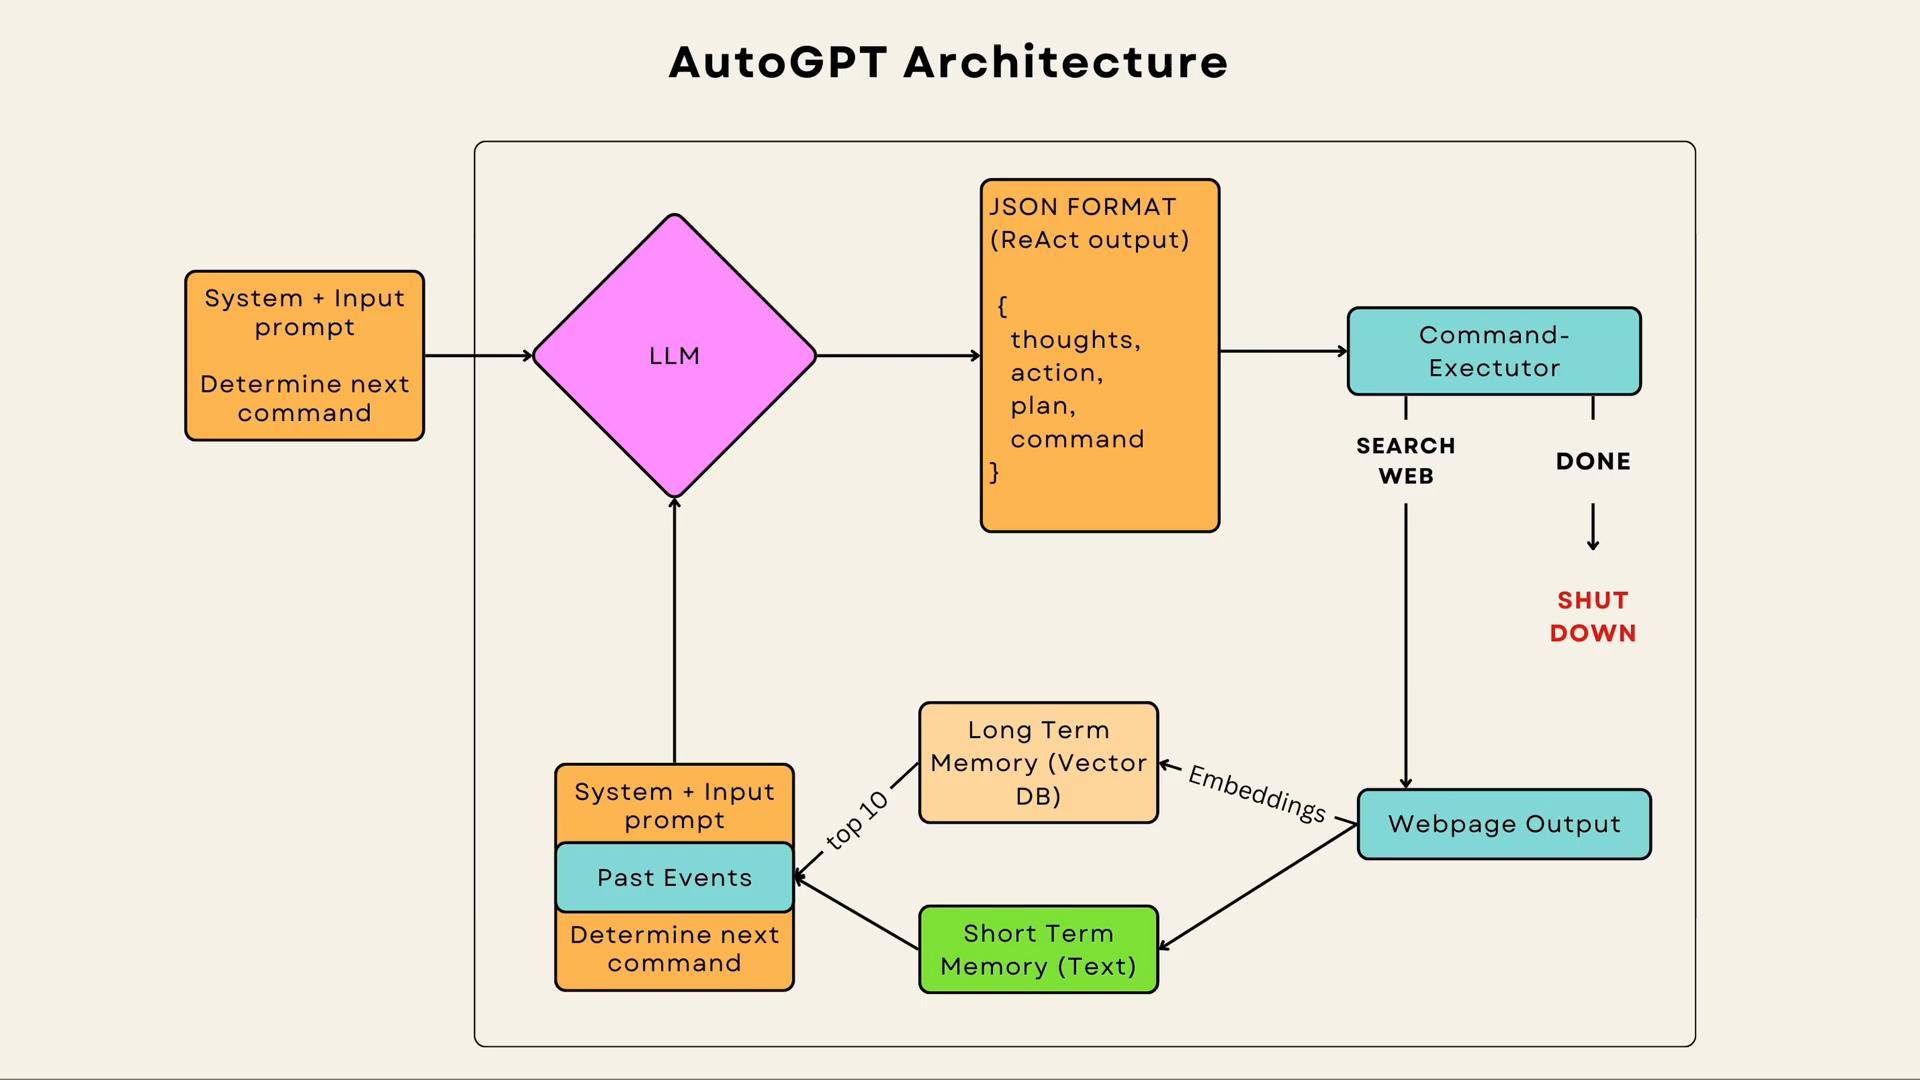 AutoGPT Architecture
System + Input
prompt
Determine next
command
LLM
JSON FORMAT
(ReAct output)
{
thoughts,
action,
plan,
command
}
Command-
Exectutor
SEARCH
WEB
DONE
SHUT
DOWN
Long Term
Memory (Vector
DB)
Embeddings
Webpage Output
top 10
System + Input
prompt
Past Events
Determine next
command
Short Term
Memory (Text)